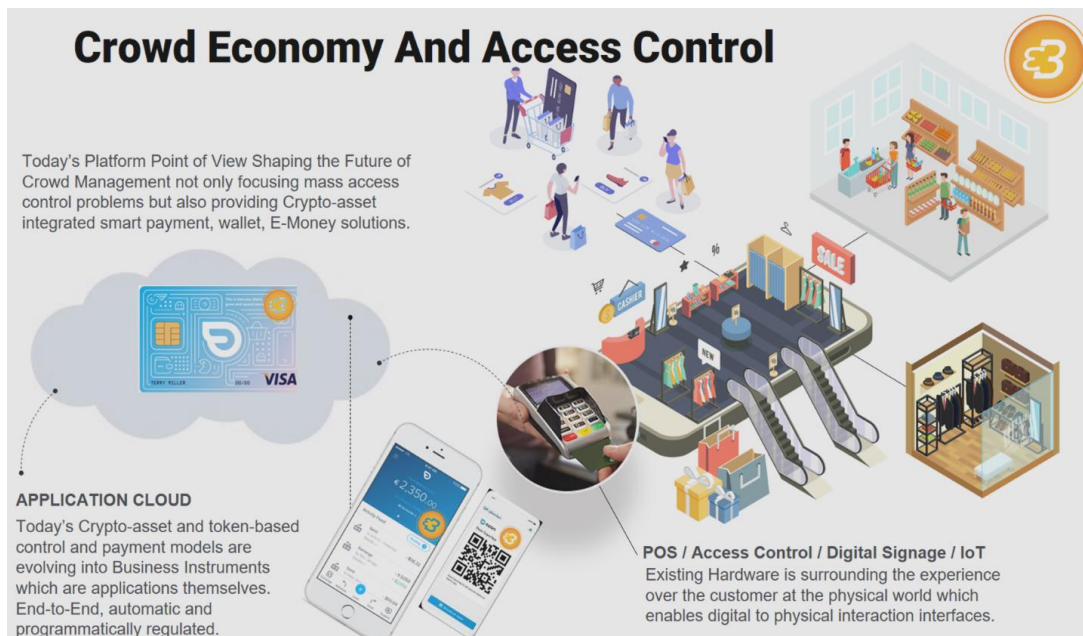 Crowd Economy And Access Control
Today's Platform Point of View Shaping the Future of
Crowd Management not only focusing mass access
control problems but also providing Crypto-asset
integrated smart payment, wallet, E-Money solutions.
SALE
%
CASHIER
NEW
TERRY MILLER
00/00
VISA
€2,350.00
APPLICATION CLOUD
Today's Crypto-asset and token-based
control and payment models are
evolving into Business Instruments
which are applications themselves.
End-to-End, automatic and
programmatically regulated.
POS / Access Control / Digital Signage / IoT
Existing Hardware is surrounding the experience
over the customer at the physical world which
enables digital to physical interaction interfaces.